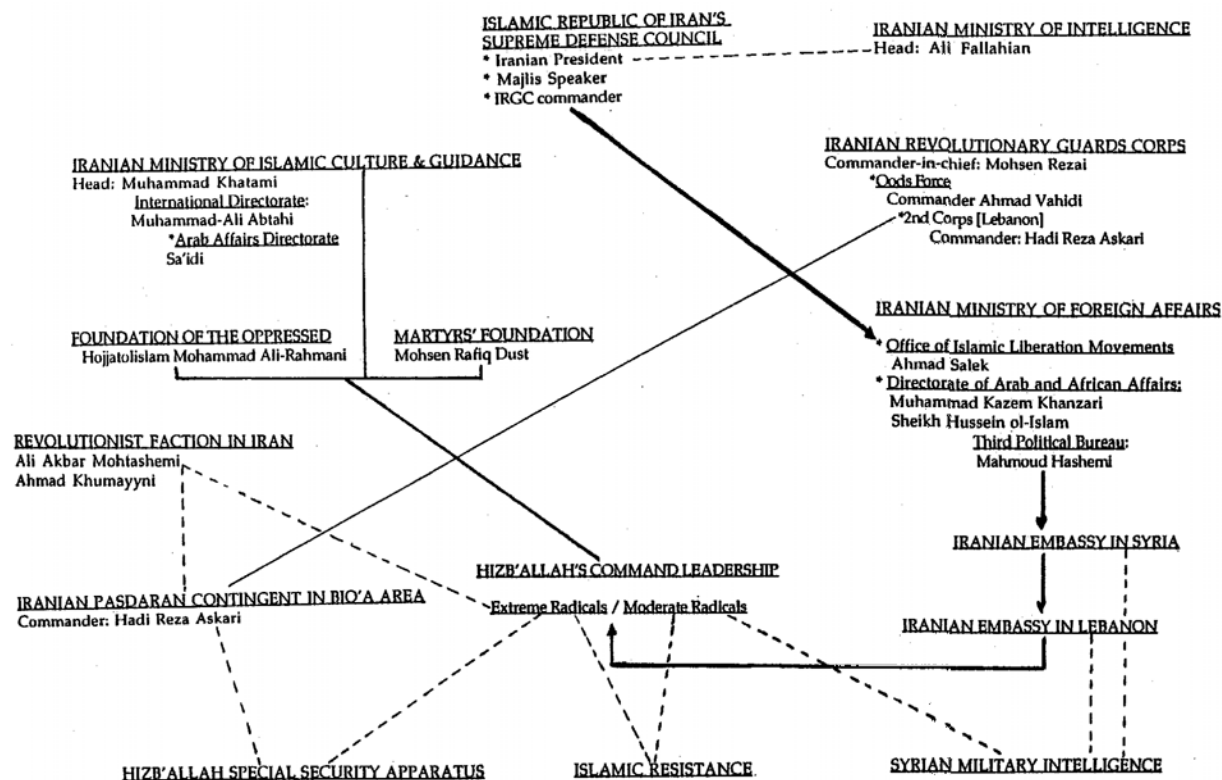 ISLAMIC REPUBLIC OF IRAN'S
SUPREME DEFENSE COUNCIL
* Iranian President
* Majlis Speaker
* IRGC commander
IRANIAN MINISTRY OF INTELLIGENCE
Head: Ali Fallahian
IRANIAN MINISTRY OF ISLAMIC CULTURE & GUIDANCE
Head: Muhammad Khatami
International Directorate:
Muhammad-Ali Abtahi
*Arab Affairs Directorate
Sa'idi
IRANIAN REVOLUTIONARY GUARDS CORPS
Commander-in-chief: Mohsen Rezai
*Oods Force
Commander Ahmad Vahidi
*2nd Corps [Lebanon]
Commander: Hadi Reza Askari
FOUNDATION OF THE OPPRESSED
Hojjatolislam Mohammad Ali-Rahmani
MARTYRS' FOUNDATION
Mohsen Rafiq Dust
IRANIAN MINISTRY OF FOREIGN AFFAIRS
* Office of Islamic Liberation Movements
Ahmad Salek
* Directorate of Arab and African Affairs:
Muhammad Kazem Khanzari
Sheikh Hussein ol-Islam
Third Political Bureau:
Mahmoud Hashemi
REVOLUTIONIST FACTION IN IRAN
Ali Akbar Mohtashemi
Ahmad Khumayyni
IRANIAN EMBASSY IN SYRIA
HIZB'ALLAH'S COMMAND LEADERSHIP
Extreme Radicals / Moderate Radicals
IRANIAN PASDARAN CONTINGENT IN BIO'A AREA
Commander: Hadi Reza Askari
IRANIAN EMBASSY IN LEBANON
HIZB'ALLAH SPECIAL SECURITY APPARATUS
ISLAMIC RESISTANCE
SYRIAN MILITARY INTELLIGENCE